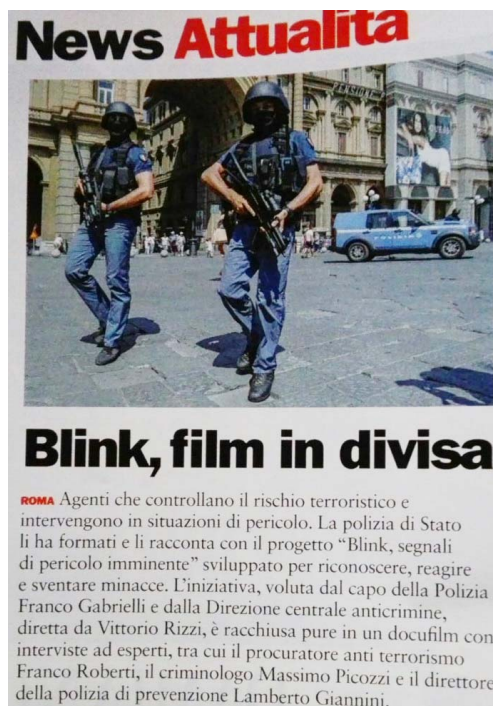 News Attualità
Blink, film in divisa
ROMA Agenti che controllano il rischio terroristico e
intervengono in situazioni di pericolo. La polizia di Stato
li ha formati e li racconta con il progetto “Blink, segnali
di pericolo imminente” sviluppato per riconoscere, reagire
e sventare minacce. L’iniziativa, voluta dal capo della Polizia
Franco Gabrielli e dalla Direzione centrale anticrimine,
diretta da Vittorio Rizzi, è racchiusa pure in un docufilm con
interviste ad esperti, tra cui il procuratore anti terrorismo
Franco Roberti, il criminologo Massimo Picozzi e il direttore
della polizia di prevenzione Lamberto Giannini.